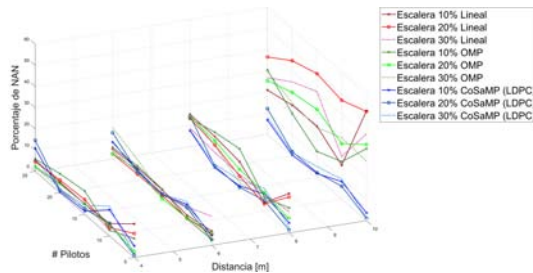 Escalera 10% Lineal
Escalera 20% Lineal
Escalera 30% Lineal
Escalera 10% OMP
Escalera 20% OMP
Escalera 30% OMP
Escalera 10% CoSaMP (LDPC)
Escalera 20% CoSaMP (LDPC)
Escalera 30% CoSaMP (LDPC)
Porcentaje de NAN
# Pilotos
Distancia [m]